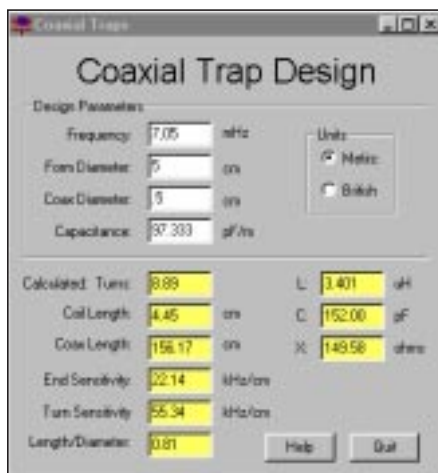 Coaxial Traps
Coaxial Trap Design
Design Parameters
Frequency: 7,05 mHz
Form Diameter: 5 cm
Coax Diameter: .5 cm
Capacitance: 97.333 pF/m
Units
Metric
British
Calculated: Turns: 8.89
Coil Length: 4.45 cm
Coax Length: 156.17 cm
End Sensitivity: 22.14 kHz/cm
Turn Sensitivity 55.34 kHz/cm
Length/Diameter: 0.81
L: 3.401 uH
C: 152.00 pF
X: 149.58 ohms
Help
Quit